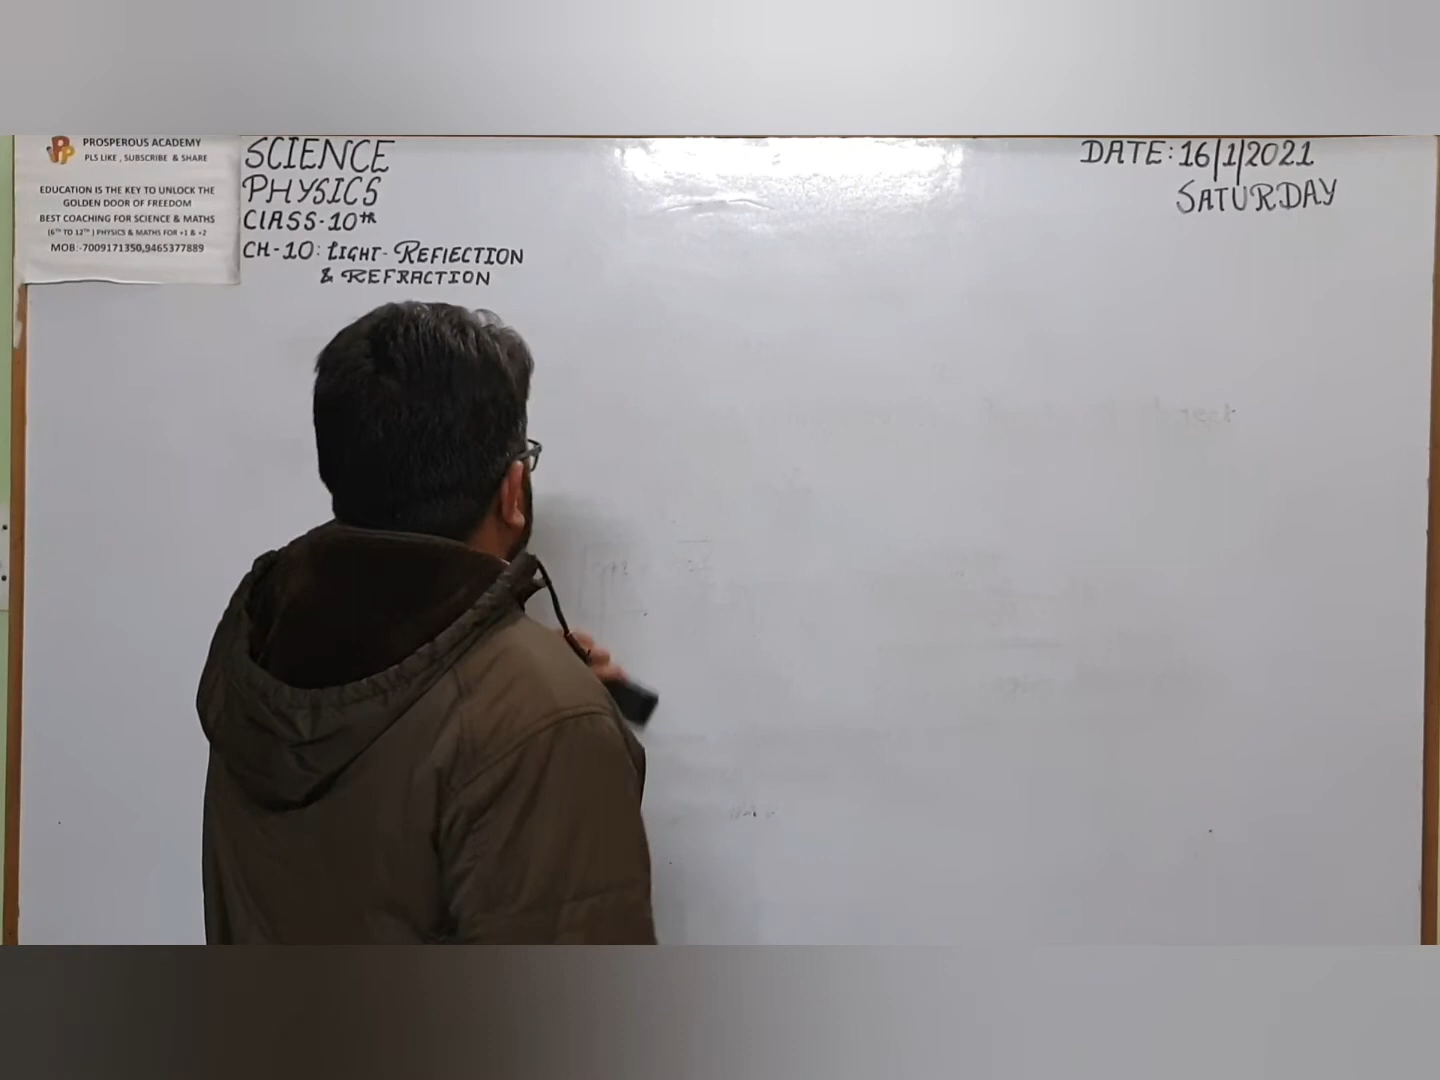 PROSPEROUS ACADEMY
PLS LIKE , SUBSCRIBE & SHARE
EDUCATION IS THE KEY TO UNLOCK THE
GOLDEN DOOR OF FREEDOM
BEST COACHING FOR SCIENCE & MATHS
(6TH TO 12TH ) PHYSICS & MATHS FOR +1 & +2
MOB:-7009171350,9465377889
SCIENCE
PHYSICS
CLASS-10TH
CH-10: LIGHT-REFLECTION
& REFRACTION
DATE:16/1/2021
SATURDAY